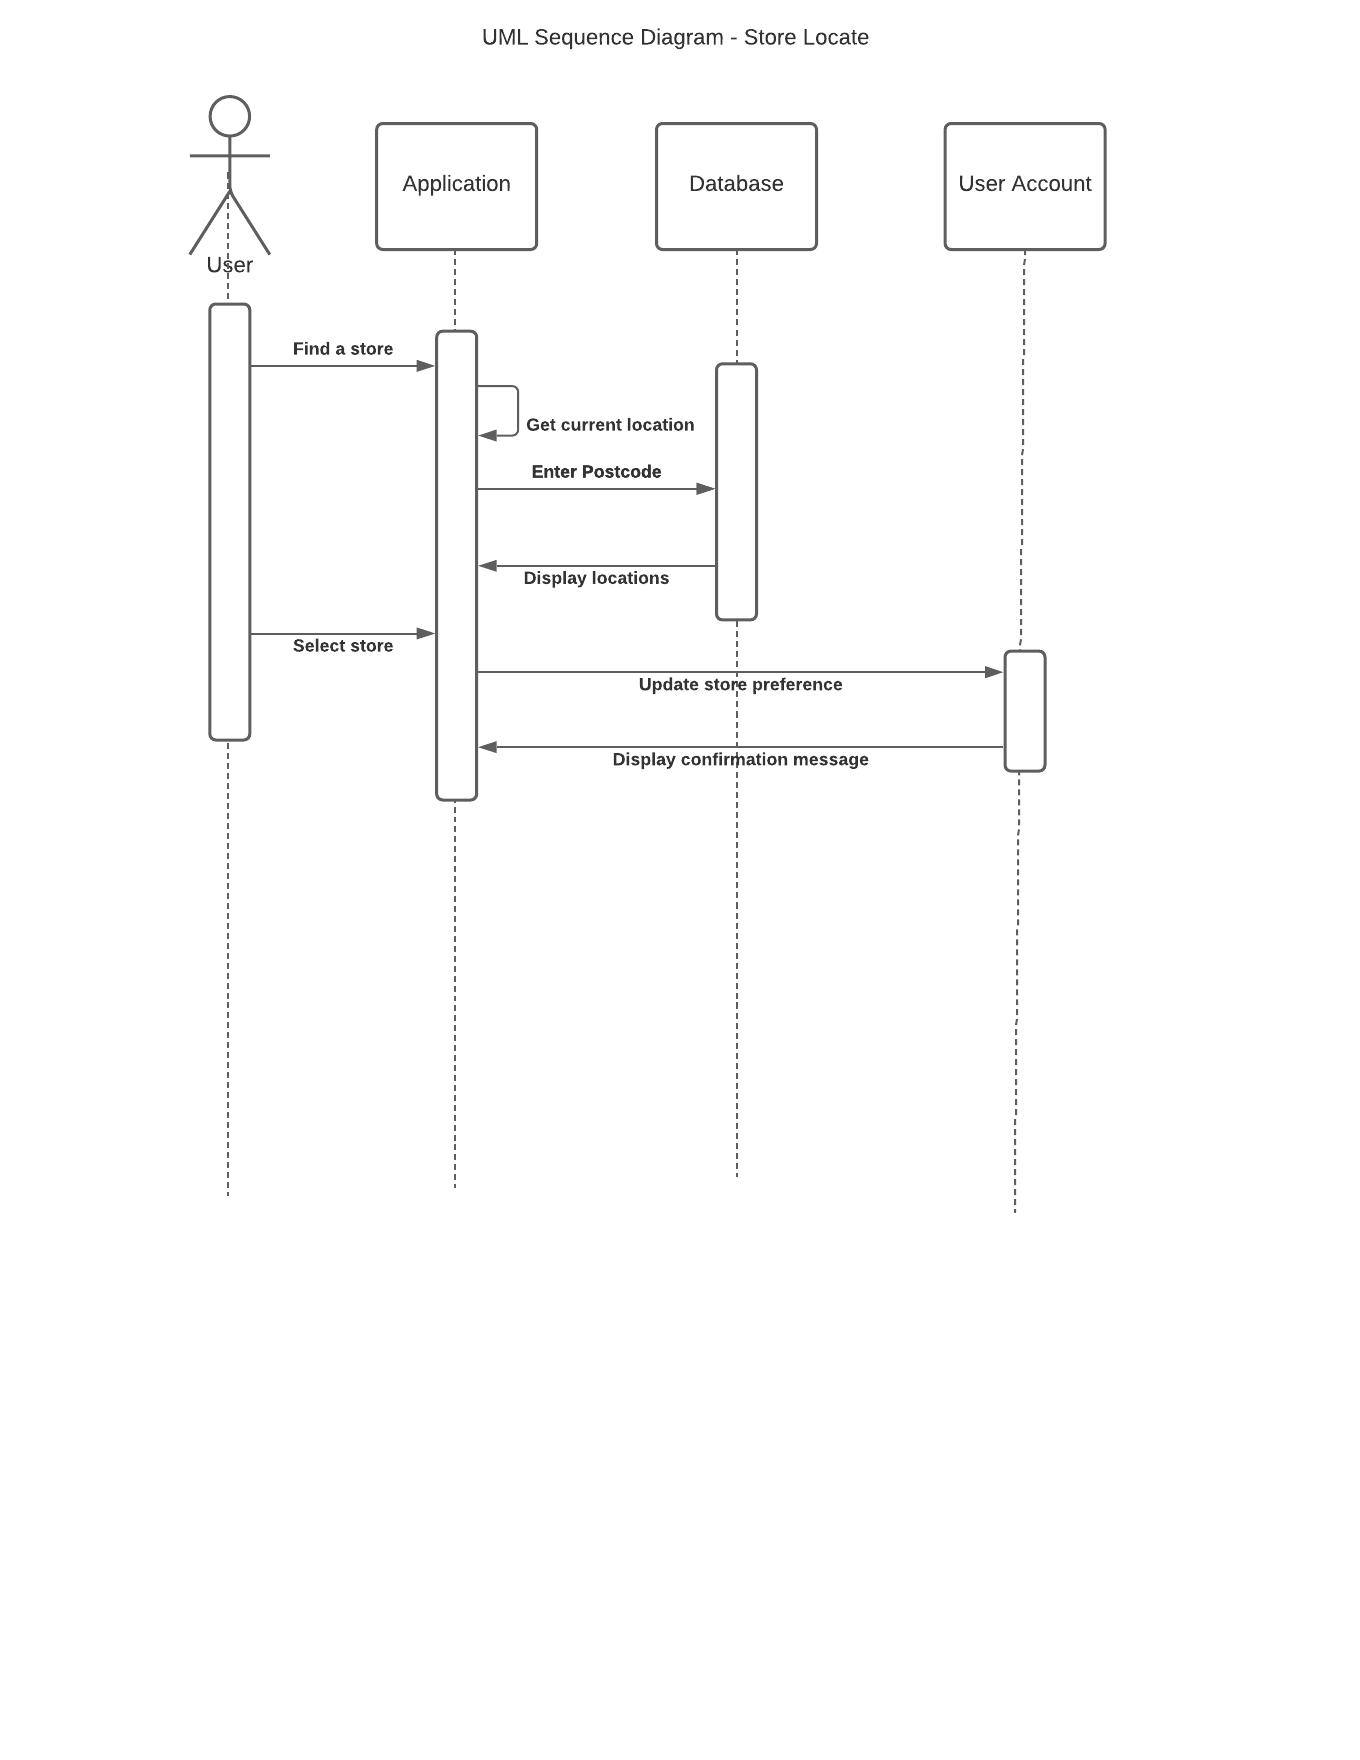 UML Sequence Diagram - Store Locate
Application
Database
User Account
User
Find a store
Get current location
Enter Postcode
Display locations
Select store
Update store preference
Display confirmation message